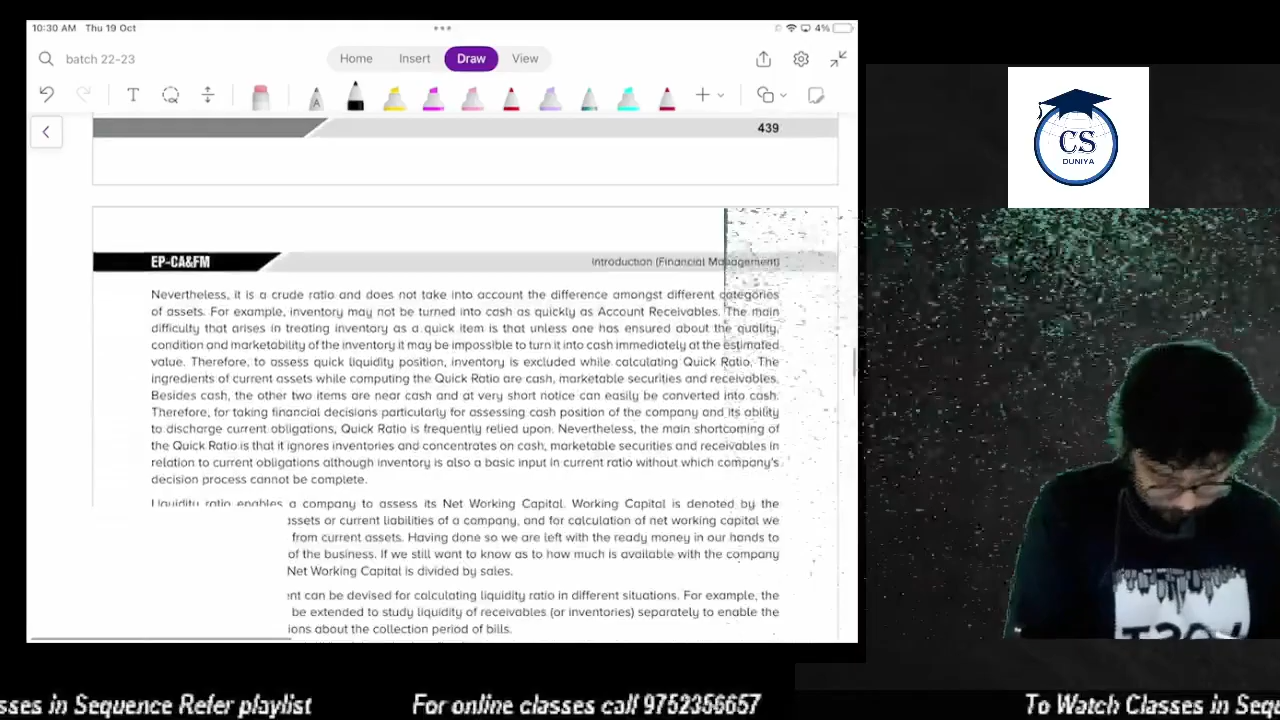 10:30 AM Thu 19 Oct
4%
batch 22-23
Home Insert Draw View
T
A
439
CS
DUNIYA
EP-CA&FM
Introduction (Financial Management)
Nevertheless, it is a crude ratio and does not take into account the difference amongst different categories
of assets. For example, inventory may not be turned into cash as quickly as Account Receivables. The main
difficulty that arises in treating inventory as a quick item is that unless one has ensured about the quality,
condition and marketability of the inventory it may be impossible to turn it into cash immediately at the estimated
value. Therefore, to assess quick liquidity position, inventory is excluded while calculating Quick Ratio. The
ingredients of current assets while computing the Quick Ratio are cash, marketable securities and receivables.
Besides cash, the other two items are near cash and at very short notice can easily be converted into cash.
Therefore, for taking financial decisions particularly for assessing cash position of the company and its ability
to discharge current obligations, Quick Ratio is frequently relied upon. Nevertheless, the main shortcoming of
the Quick Ratio is that it ignores inventories and concentrates on cash, marketable securities and receivables in
relation to current obligations although inventory is also a basic input in current ratio without which company's
decision process cannot be complete.
Liquidity ratio enables a company to assess its Net Working Capital. Working Capital is denoted by the
assets or current liabilities of a company, and for calculation of net working capital we
from current assets. Having done so we are left with the ready money in our hands to
of the business. If we still want to know as to how much is available with the company
Net Working Capital is divided by sales.
can be devised for calculating liquidity ratio in different situations. For example, the
be extended to study liquidity of receivables (or inventories) separately to enable the
about the collection period of bills.
sses in Sequence Refer playlist For online classes call 9752356657 To Watch Classes in Sequ